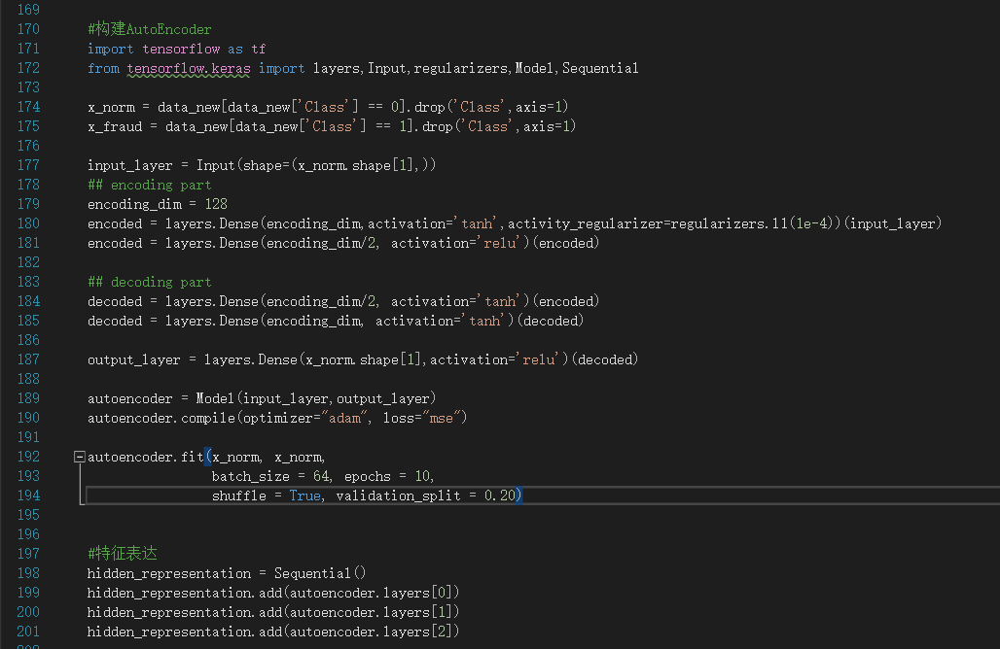 169
170 #构建AutoEncoder
171 import tensorflow as tf
172 from tensorflow.keras import layers,Input,regularizers,Model,Sequential
173
174 x_norm = data_new[data_new['Class'] == 0].drop('Class',axis=1)
175 x_fraud = data_new[data_new['Class'] == 1].drop('Class',axis=1)
176
177 input_layer = Input(shape=(x_norm.shape[1],))
178 ## encoding part
179 encoding_dim = 128
180 encoded = layers.Dense(encoding_dim,activation='tanh',activity_regularizer=regularizers.l1(1e-4))(input_layer)
181 encoded = layers.Dense(encoding_dim/2, activation='relu')(encoded)
182
183 ## decoding part
184 decoded = layers.Dense(encoding_dim/2, activation='tanh')(encoded)
185 decoded = layers.Dense(encoding_dim, activation='tanh')(decoded)
186
187 output_layer = layers.Dense(x_norm.shape[1],activation='relu')(decoded)
188
189 autoencoder = Model(input_layer,output_layer)
190 autoencoder.compile(optimizer="adam", loss="mse")
191
192 autoencoder.fit(x_norm, x_norm,
193 batch_size = 64, epochs = 10,
194 shuffle = True, validation_split = 0.20)
195
196
197 #特征表达
198 hidden_representation = Sequential()
199 hidden_representation.add(autoencoder.layers[0])
200 hidden_representation.add(autoencoder.layers[1])
201 hidden_representation.add(autoencoder.layers[2])